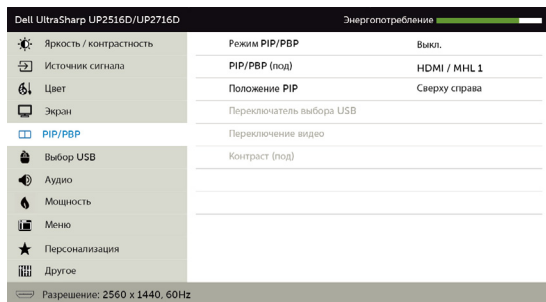 Dell UltraSharp UP2516D/UP2716D Энергопотребление
Яркость / контрастность
Источник сигнала
Цвет
Экран
PIP/PBP
Выбор USB
Аудио
Мощность
Меню
Персонализация
Другое
Режим PIP/PBP Выкл.
PIP/PBP (под) HDMI / MHL 1
Положение PIP Сверху справа
Переключатель выбора USB
Переключение видео
Контраст (под)
Разрешение: 2560 x 1440, 60Hz